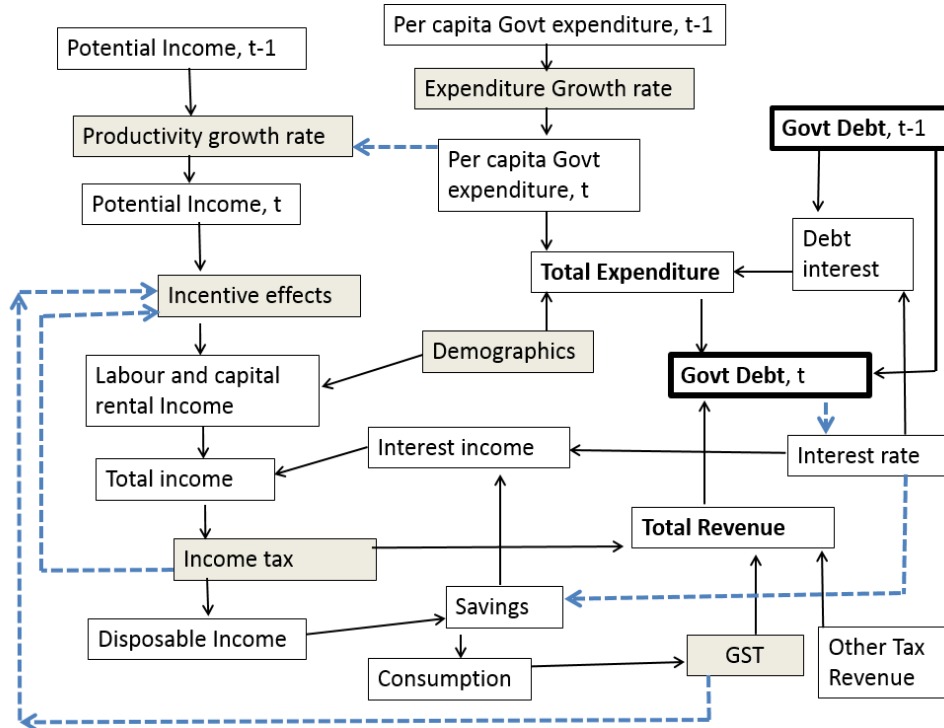 Potential Income, t-1
Per capita Govt expenditure, t-1
Expenditure Growth rate
Productivity growth rate
Govt Debt, t-1
Per capita Govt
expenditure, t
Potential Income, t
Debt
interest
Total Expenditure
Incentive effects
Demographics
Labour and capital
rental Income
Govt Debt, t
Interest income
Interest rate
Total income
Total Revenue
Income tax
Savings
Disposable Income
GST
Other Tax
Revenue
Consumption